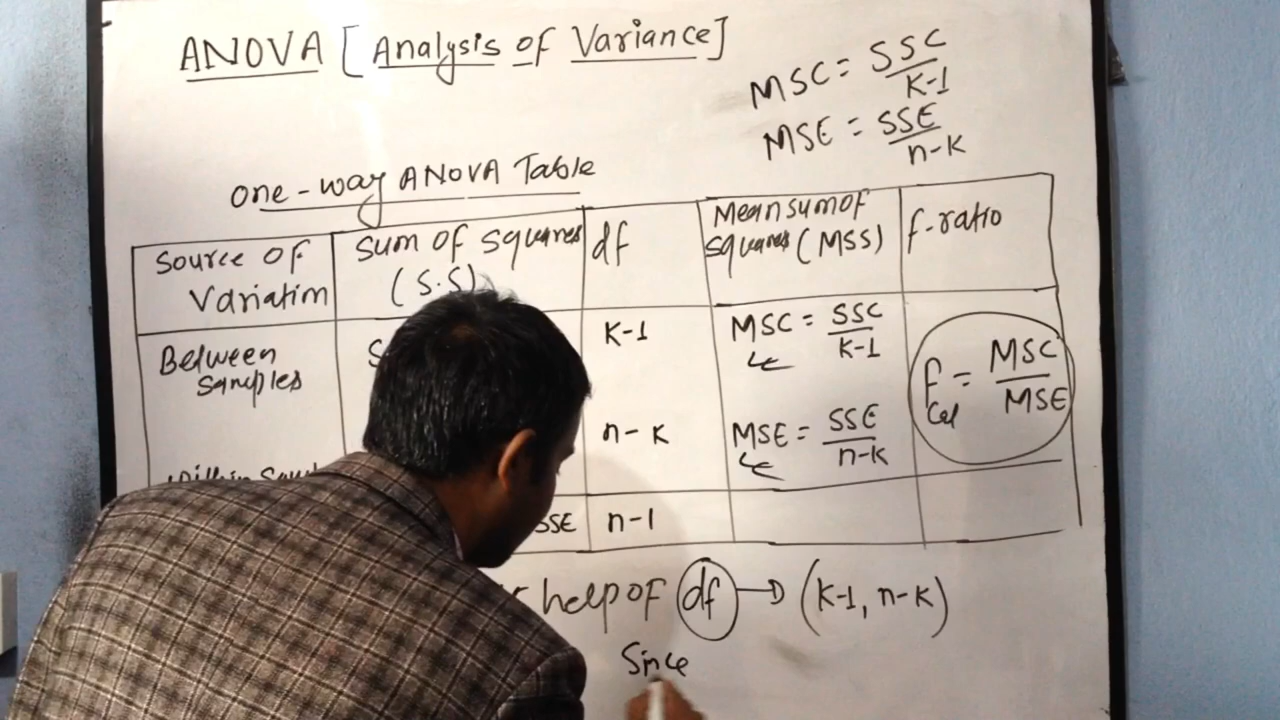 ANOVA [Analysis of Variance]
MSC = SSC/K-1
MSE = SSE/n-K
one-way ANOVA Table
Source of Variation
Sum of squares (S.S)
df
Mean sum of squares (MSS)
f-ratio
Between Samples
K-1
MSC = SSC/K-1
F cal = MSC/MSE
n-K
MSE = SSE/n-K
SSE
n-1
help of df → (K-1, n-K)
Since